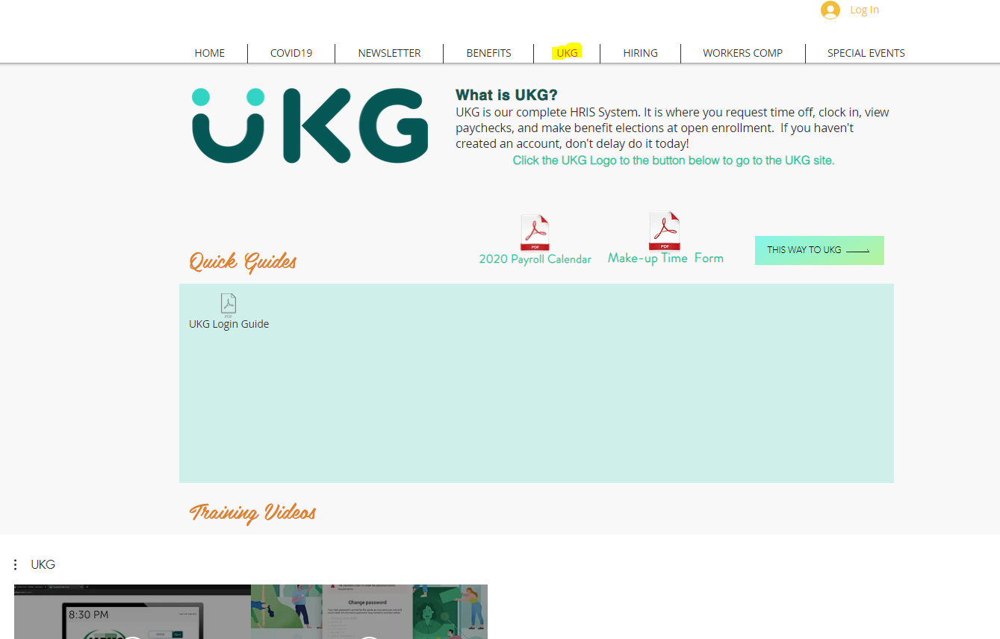 Log In
HOME COVID19 NEWSLETTER BENEFITS UKG HIRING WORKERS COMP SPECIAL EVENTS
UKG
What is UKG?
UKG is our complete HRIS System. It is where you request time off, clock in, view
paychecks, and make benefit elections at open enrollment.  If you haven't
created an account, don't delay do it today!
Click the UKG Logo to the button below to go to the UKG site.
PDF
PDF
2020 Payroll Calendar
Make-up Time  Form
THIS WAY TO UKG
Quick Guides
PDF
UKG Login Guide
Training Videos
UKG
8:30 PM
Change password